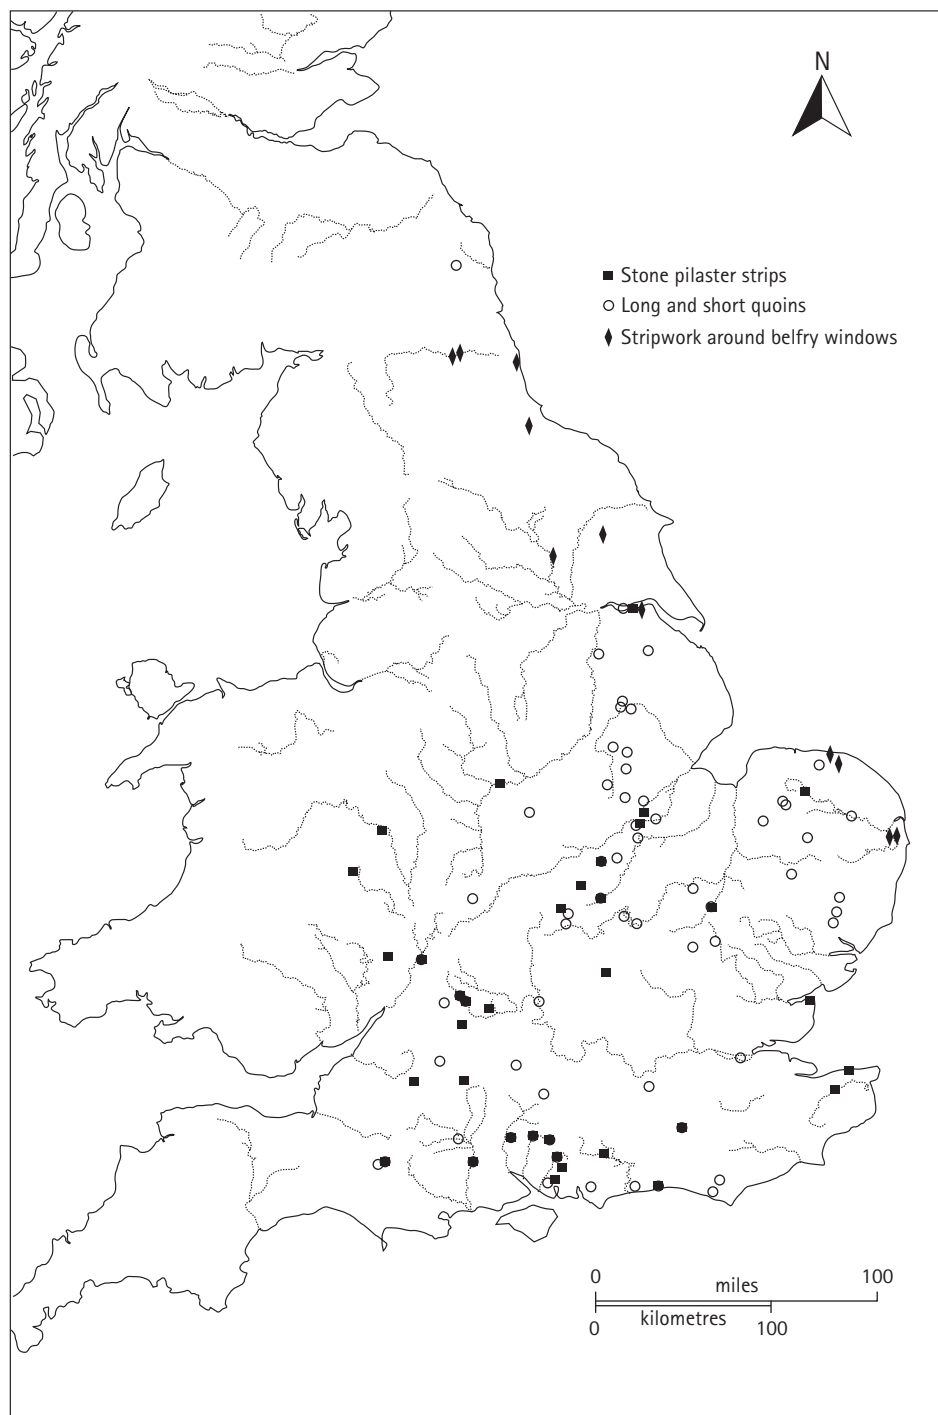 N
Stone pilaster strips
Long and short quoins
Stripwork around belfry windows
0 100
miles
kilometres
0 100